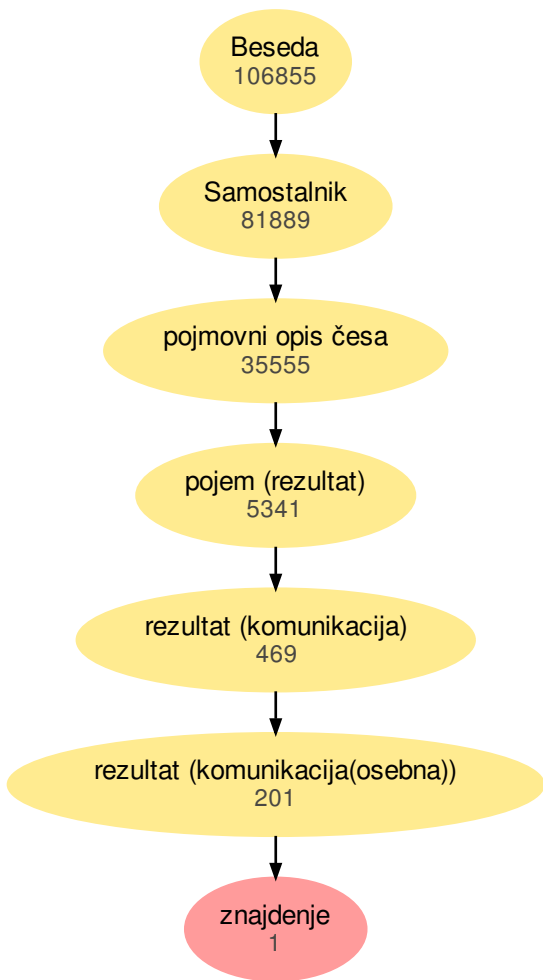 Beseda
106855
Samostalnik
81889
pojmovni opis česa
35555
pojem (rezultat)
5341
rezultat (komunikacija)
469
rezultat (komunikacija(osebna))
201
znajdenje
1